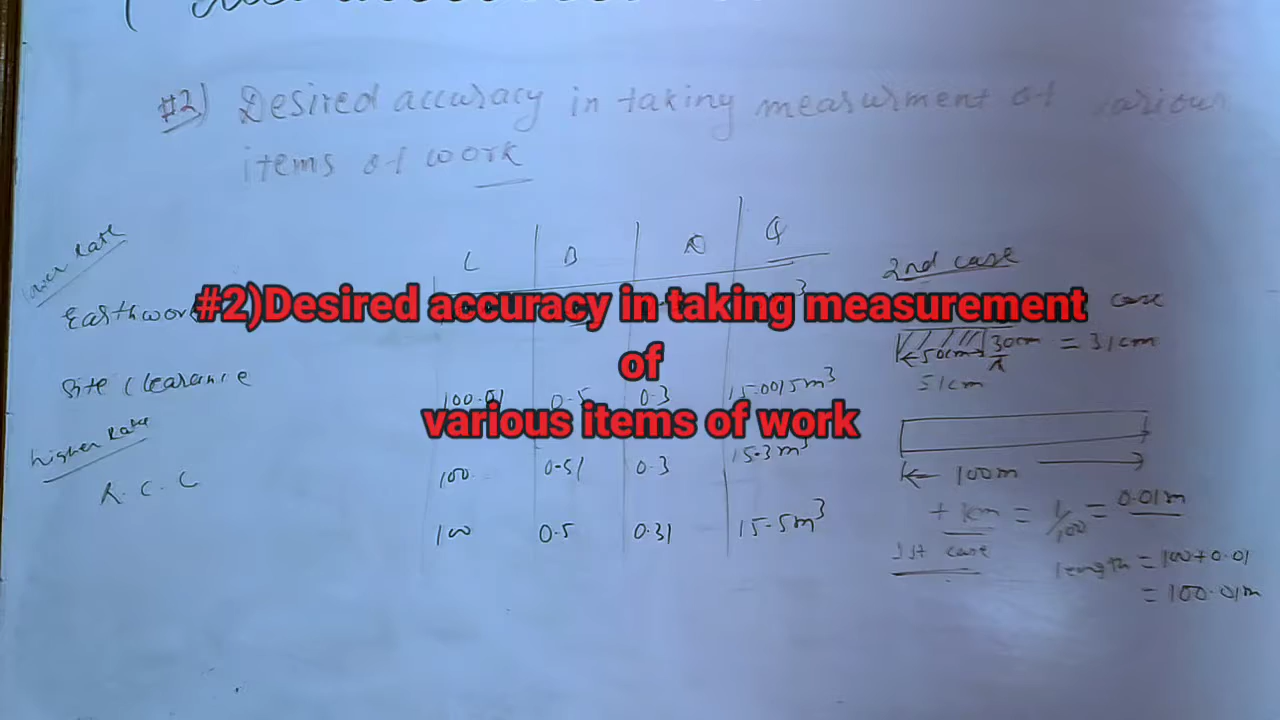 #2) Desired accuracy in taking measurment of various
items of work
Lower Rate
L B D Q
2nd case
#2)Desired accuracy in taking measurement
of
various items of work
Earthwor
case
50cm 30cm = 31cm
51cm
Site Clearance
100.01 0.5 0.3 15.0015m³
higher Rate
100 0.51 0.3 15.3m³
100m
R.C.C
100 0.5 0.31 15.5m³
+1cm = 1/100 = 0.01m
1st case
length = 100+0.01
= 100.01m